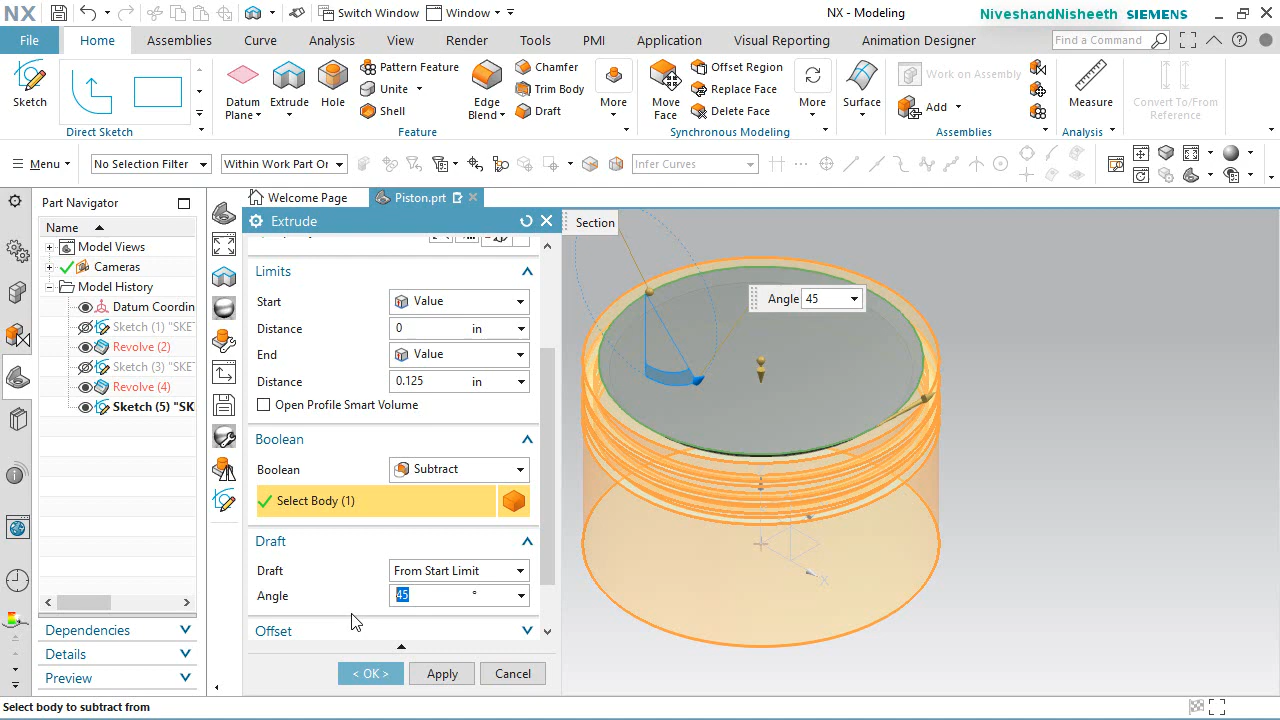 NX
Switch Window
Window
NX - Modeling
NiveshandNisheeth SIEMENS
File
Home
Assemblies
Curve
Analysis
View
Render
Tools
PMI
Application
Visual Reporting
Animation Designer
Find a Command
Sketch
Direct Sketch
Datum Plane
Extrude
Hole
Pattern Feature
Unite
Shell
Edge Blend
Chamfer
Trim Body
Draft
More
Feature
Move Face
Offset Region
Replace Face
Delete Face
More
Synchronous Modeling
Surface
Work on Assembly
Add
Assemblies
Measure
Analysis
Convert To/From Reference
Menu
No Selection Filter
Within Work Part Or
Infer Curves
Part Navigator
Name
Model Views
Cameras
Model History
Datum Coordin
Sketch (1) "SKE
Revolve (2)
Sketch (3) "SKE
Revolve (4)
Sketch (5) "SK
Dependencies
Details
Preview
Welcome Page
Piston.prt
Extrude
Limits
Start Value
Distance 0 in
End Value
Distance 0.125 in
Open Profile Smart Volume
Boolean
Boolean Subtract
Select Body (1)
Draft
Draft From Start Limit
Angle 45 °
Offset
< OK >
Apply
Cancel
Section
Angle 45
X
Select body to subtract from